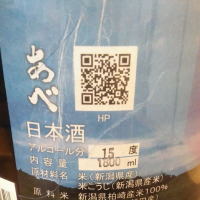 あべ
HP
日本酒
アルコール分 15 度
内容量 1800 ml
原材料名 米(新潟県産)
米こうじ(新潟県産米)
原料米 新潟県柏崎産米100%